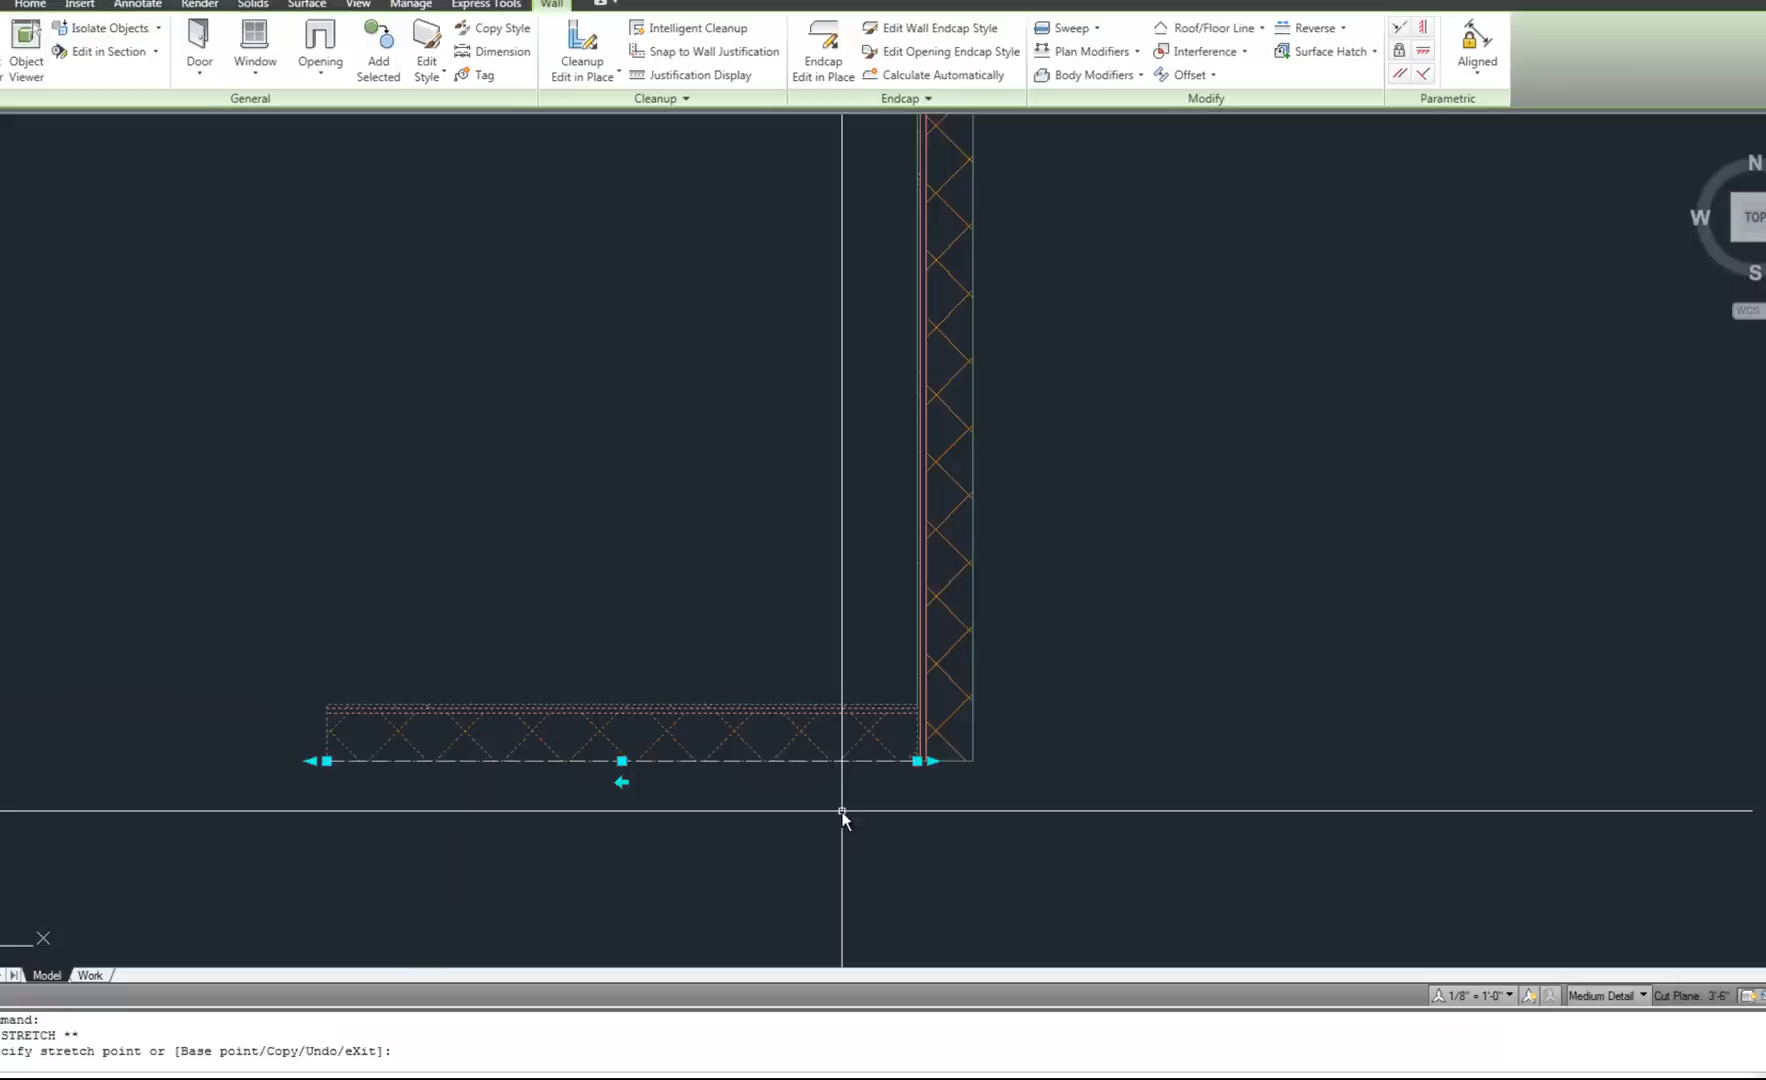 Home Insert Annotate Render Solids Surface View Manage Express Tools Wall
Isolate Objects Copy Style Intelligent Cleanup Edit Wall Endcap Style Sweep Roof/Floor Line Reverse
Edit in Section Dimension Snap to Wall Justification Edit Opening Endcap Style Plan Modifiers Interference Surface Hatch
Object Viewer Door Window Opening Add Selected Edit Style Tag Cleanup Edit in Place Justification Display Endcap Edit in Place Calculate Automatically Body Modifiers Offset Aligned
General Cleanup Endcap Modify Parametric
N
W TOP
S
WCS
X
Model Work
1/8" = 1'-0" Medium Detail Cut Plane: 3'-6"
mand:
STRETCH **
cify stretch point or [Base point/Copy/Undo/eXit]: